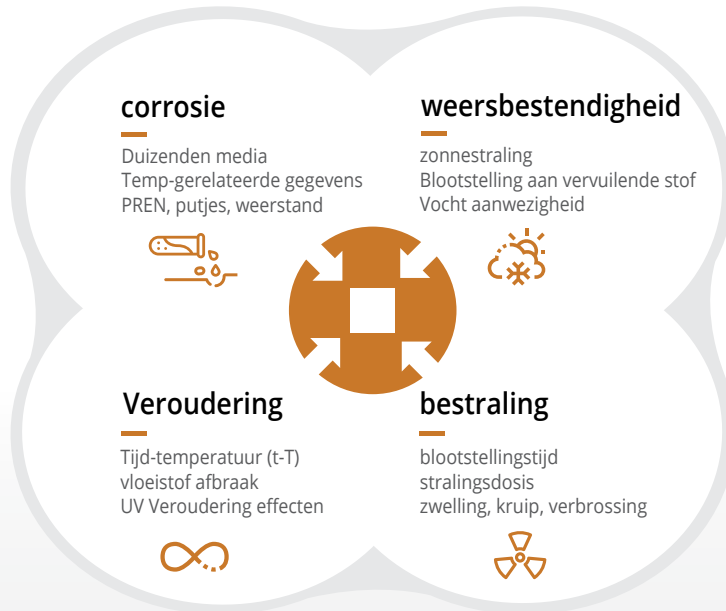 corrosie
Duizenden media
Temp-gerelateerde gegevens
PREN, putjes, weerstand
weersbestendigheid
zonnestraling
Blootstelling aan vervuilende stof
Vocht aanwezigheid
Veroudering
Tijd-temperatuur (t-T)
vloeistof afbraak
UV Veroudering effecten
bestraling
blootstellingstijd
stralingsdosis
zwelling, kruip, verbrossing